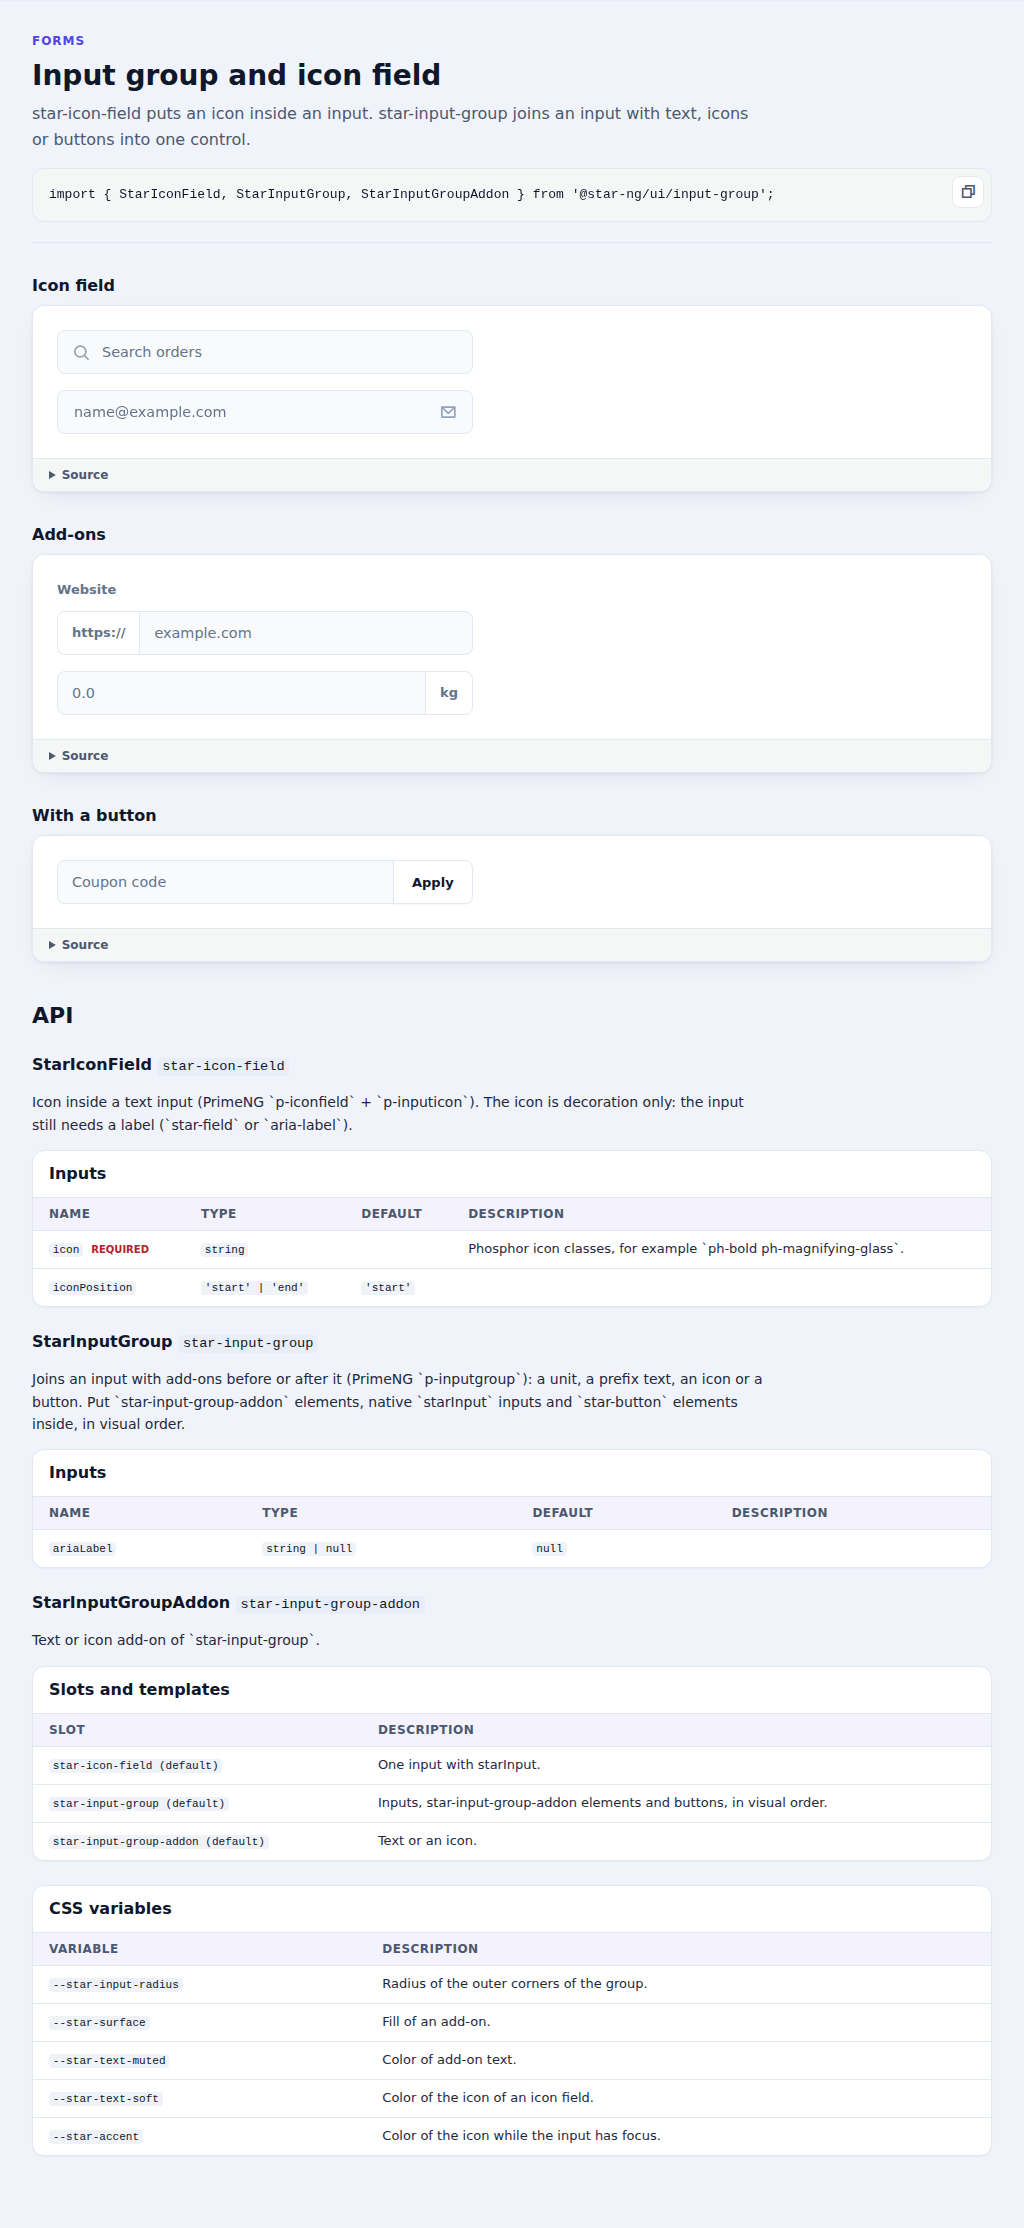 FORMS
Input group and icon field
star-icon-field puts an icon inside an input. star-input-group joins an input with text, icons
or buttons into one control.
import { StarIconField, StarInputGroup, StarInputGroupAddon } from '@star-ng/ui/input-group';
Icon field
Search orders
name@example.com
Source
Add-ons
Website
https:// example.com
0.0 kg
Source
With a button
Coupon code Apply
Source
API
StarIconField star-icon-field
Icon inside a text input (PrimeNG `p-iconfield` + `p-inputicon`). The icon is decoration only: the input
still needs a label (`star-field` or `aria-label`).
Inputs
NAME TYPE DEFAULT DESCRIPTION
icon REQUIRED string Phosphor icon classes, for example `ph-bold ph-magnifying-glass`.
iconPosition 'start' | 'end' 'start'
StarInputGroup star-input-group
Joins an input with add-ons before or after it (PrimeNG `p-inputgroup`): a unit, a prefix text, an icon or a
button. Put `star-input-group-addon` elements, native `starInput` inputs and `star-button` elements
inside, in visual order.
Inputs
NAME TYPE DEFAULT DESCRIPTION
ariaLabel string | null null
StarInputGroupAddon star-input-group-addon
Text or icon add-on of `star-input-group`.
Slots and templates
SLOT DESCRIPTION
star-icon-field (default) One input with starInput.
star-input-group (default) Inputs, star-input-group-addon elements and buttons, in visual order.
star-input-group-addon (default) Text or an icon.
CSS variables
VARIABLE DESCRIPTION
--star-input-radius Radius of the outer corners of the group.
--star-surface Fill of an add-on.
--star-text-muted Color of add-on text.
--star-text-soft Color of the icon of an icon field.
--star-accent Color of the icon while the input has focus.